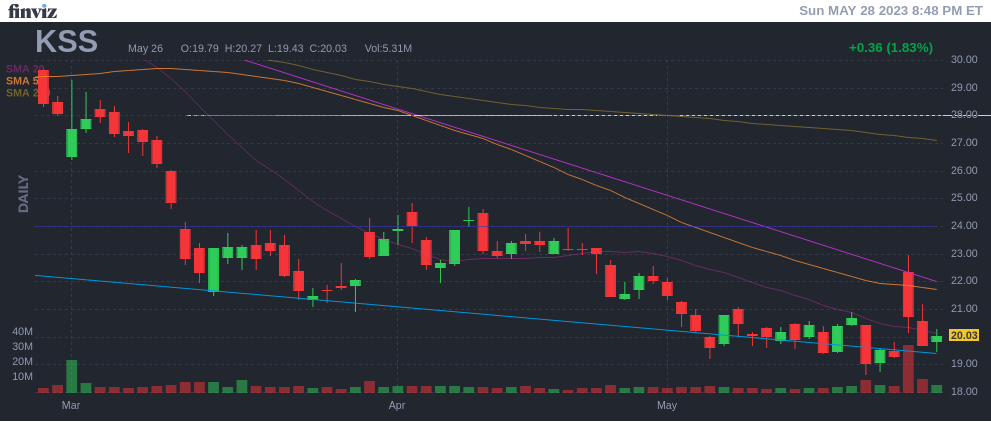 finviz
Sun MAY 28 2023 8:48 PM ET
KSS
May 26 O:19.79 H:20.27 L:19.43 C:20.03 Vol:5.31M
+0.36 (1.83%)
SMA
SMA
SMA
DAILY
30.00
29.00
28.00
27.00
26.00
25.00
24.00
23.00
22.00
21.00
20.03
19.00
18.00
40M
30M
20M
10M
Mar
Apr
May